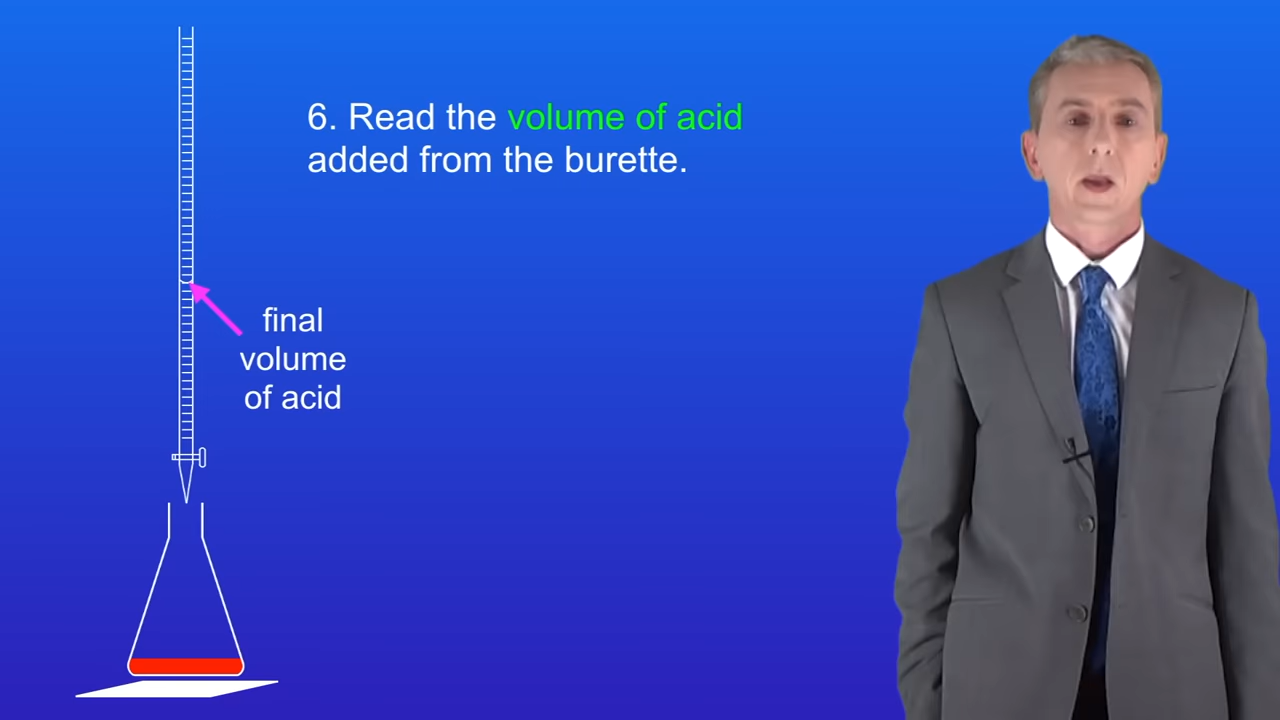 6. Read the volume of acid
added from the burette.
final
volume
of acid